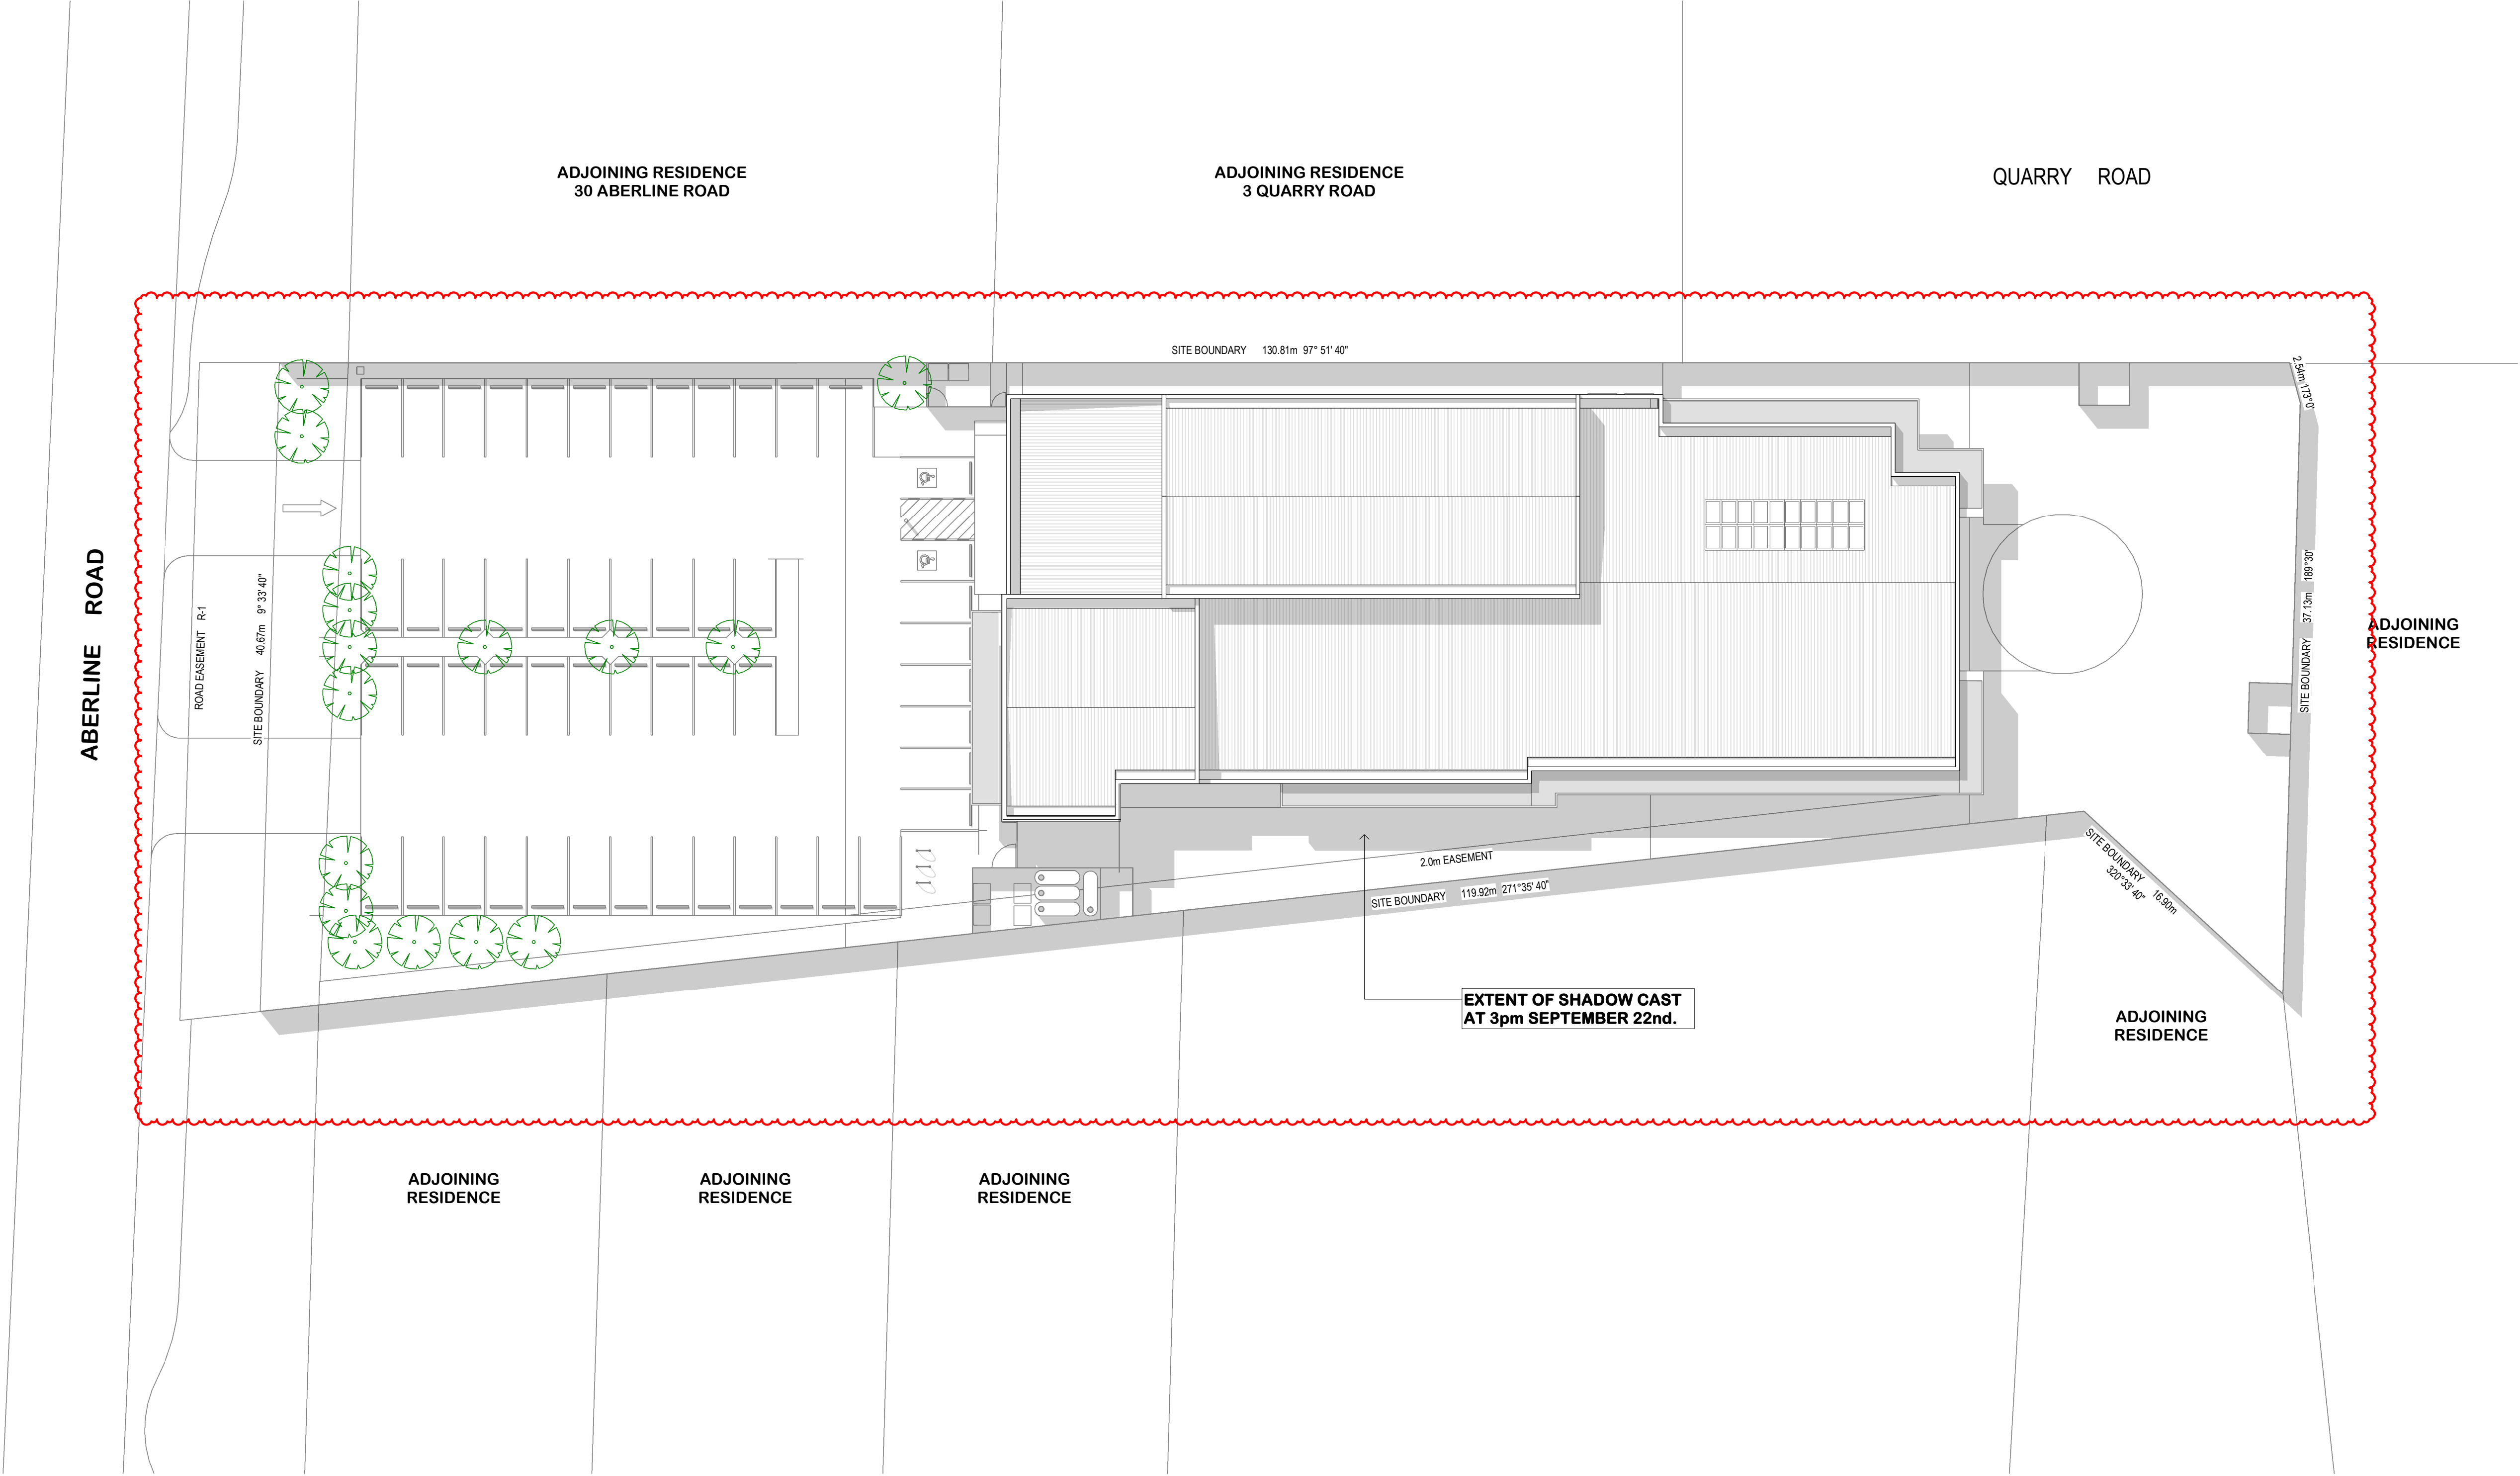 ADJOINING RESIDENCE
30 ABERLINE ROAD
ADJOINING RESIDENCE
3 QUARRY ROAD
QUARRY ROAD
SITE BOUNDARY 130.81m 97° 51' 40"
2.54m 173°0'
ABERLINE ROAD
ROAD EASEMENT R-1
SITE BOUNDARY 40.67m 9° 33' 40"
SITE BOUNDARY 37.13m 189°30'
ADJOINING
RESIDENCE
2.0m EASEMENT
SITE BOUNDARY 119.92m 271°35' 40"
SITE BOUNDARY 16.90m
320°33' 40"
EXTENT OF SHADOW CAST
AT 3pm SEPTEMBER 22nd.
ADJOINING
RESIDENCE
ADJOINING
RESIDENCE
ADJOINING
RESIDENCE
ADJOINING
RESIDENCE